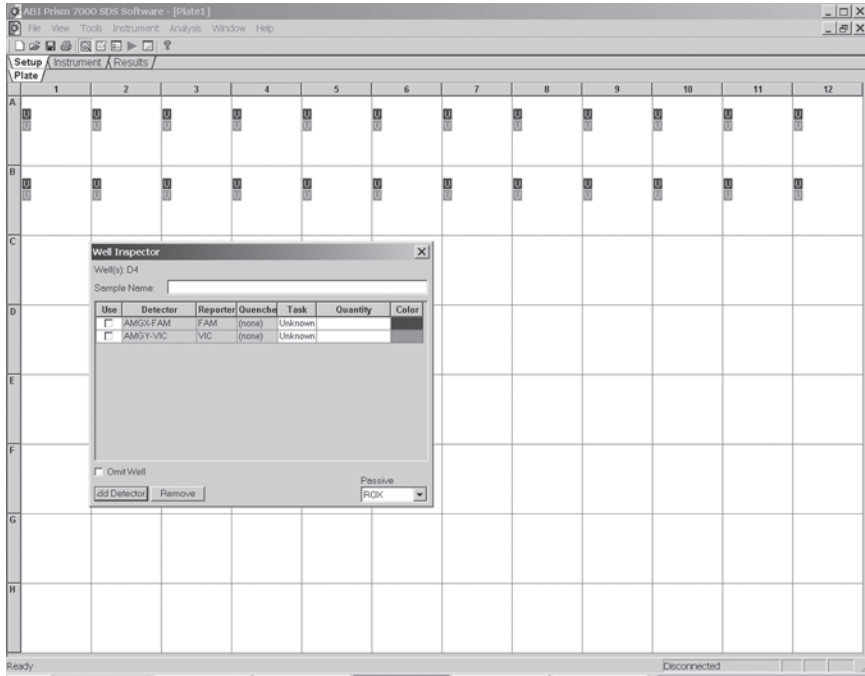 ABI Prism 7000 SDS Software - [Plate1]
File View Tools Instrument Analysis Window Help
Setup Instrument Results
Plate
1 2 3 4 5 6 7 8 9 10 11 12
A
U U U U U U U U U U U U
U U U U U U U U U U U U
B
U U U U U U U U U U U U
U U U U U U U U U U U U
C
Well Inspector
Well(s): D4
Sample Name:
D
Use Detector Reporter Quenche Task Quantity Color
AMGX-FAM FAM (none) Unknown
AMGY-VIC VIC (none) Unknown
E
F
Omit Well
Passive
dd Detector Remove ROX
G
H
Ready Disconnected